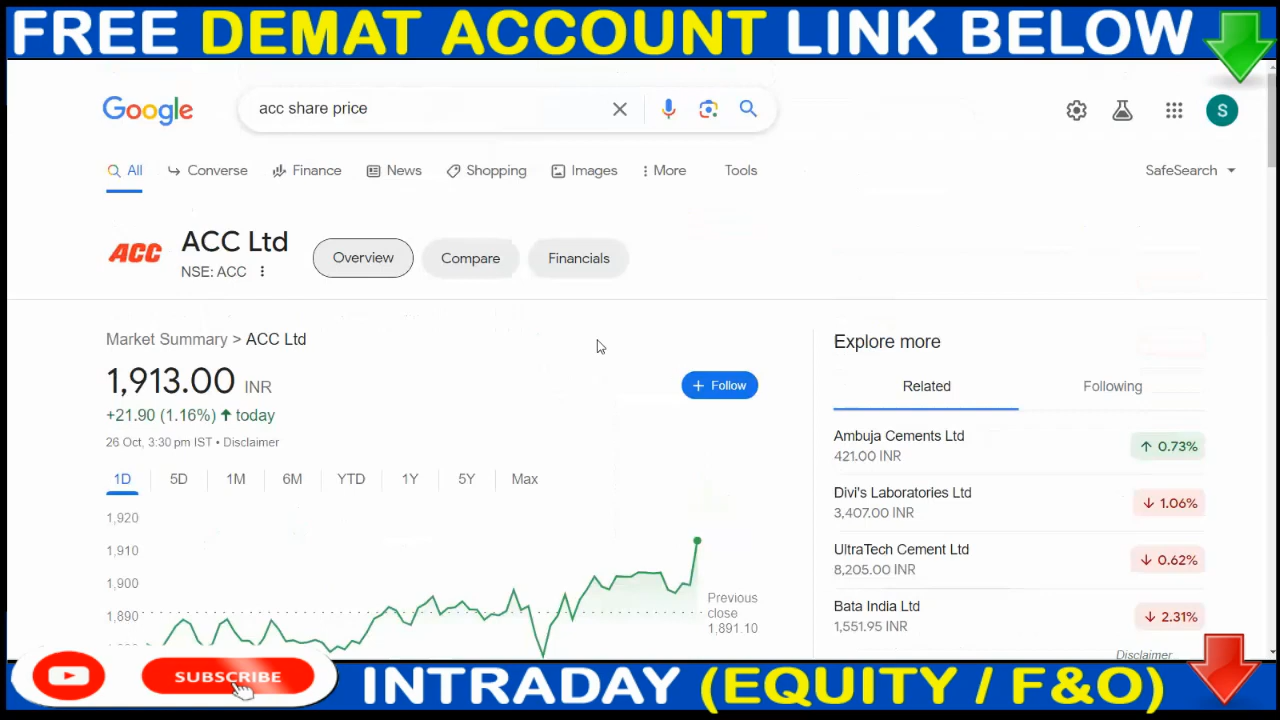 FREE DEMAT ACCOUNT LINK BELOW
Google
acc share price
S
All
Converse
Finance
News
Shopping
Images
More
Tools
SafeSearch
ACC
ACC Ltd
NSE: ACC
Overview
Compare
Financials
Market Summary > ACC Ltd
1,913.00 INR
+21.90 (1.16%) ↑ today
26 Oct, 3:30 pm IST • Disclaimer
+ Follow
1D
5D
1M
6M
YTD
1Y
5Y
Max
1,920
1,910
1,900
1,890
Previous
close
1,891.10
Explore more
Related
Following
Ambuja Cements Ltd
421.00 INR
↑ 0.73%
Divi's Laboratories Ltd
3,407.00 INR
↓ 1.06%
UltraTech Cement Ltd
8,205.00 INR
↓ 0.62%
Bata India Ltd
1,551.95 INR
↓ 2.31%
Disclaimer
SUBSCRIBE
INTRADAY (EQUITY / F&O)